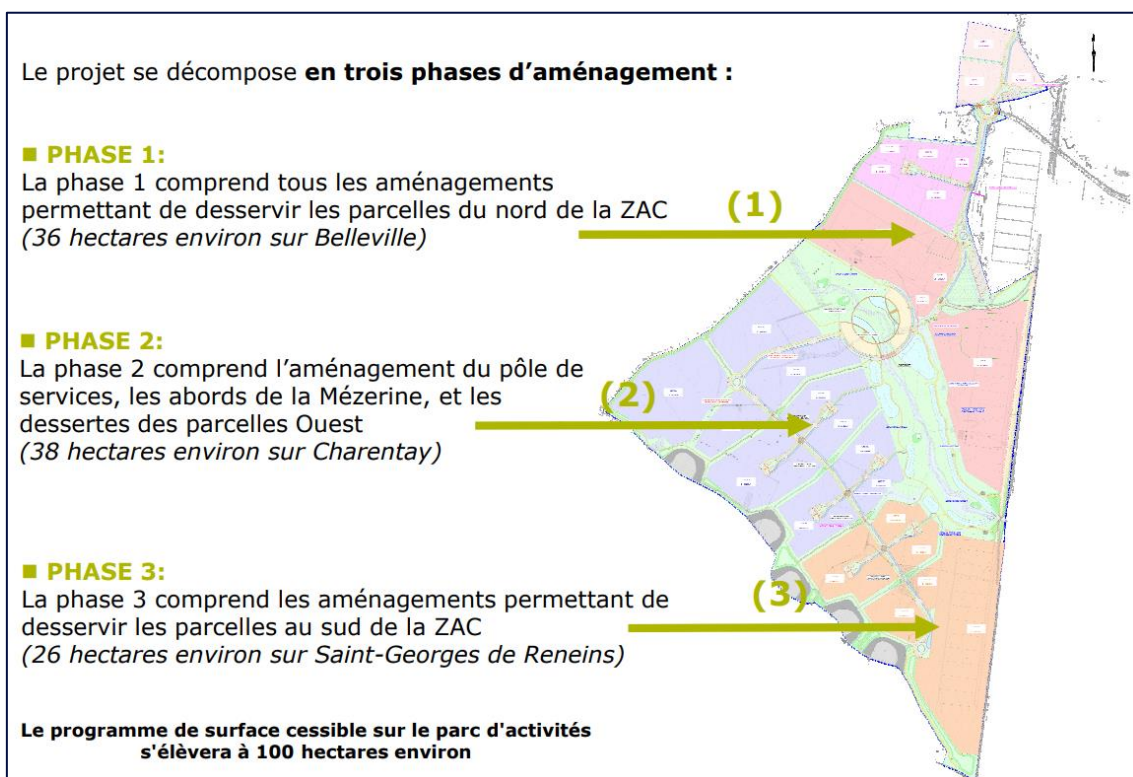 Le projet se décompose en trois phases d'aménagement :
■ PHASE 1:
La phase 1 comprend tous les aménagements
permettant de desservir les parcelles du nord de la ZAC
(36 hectares environ sur Belleville)
(1)
■ PHASE 2:
La phase 2 comprend l'aménagement du pôle de
services, les abords de la Mézerine, et les
dessertes des parcelles Ouest
(38 hectares environ sur Charentay)
(2)
■ PHASE 3:
La phase 3 comprend les aménagements permettant de
desservir les parcelles au sud de la ZAC
(26 hectares environ sur Saint-Georges de Reneins)
(3)
Le programme de surface cessible sur le parc d'activités
s'élèvera à 100 hectares environ